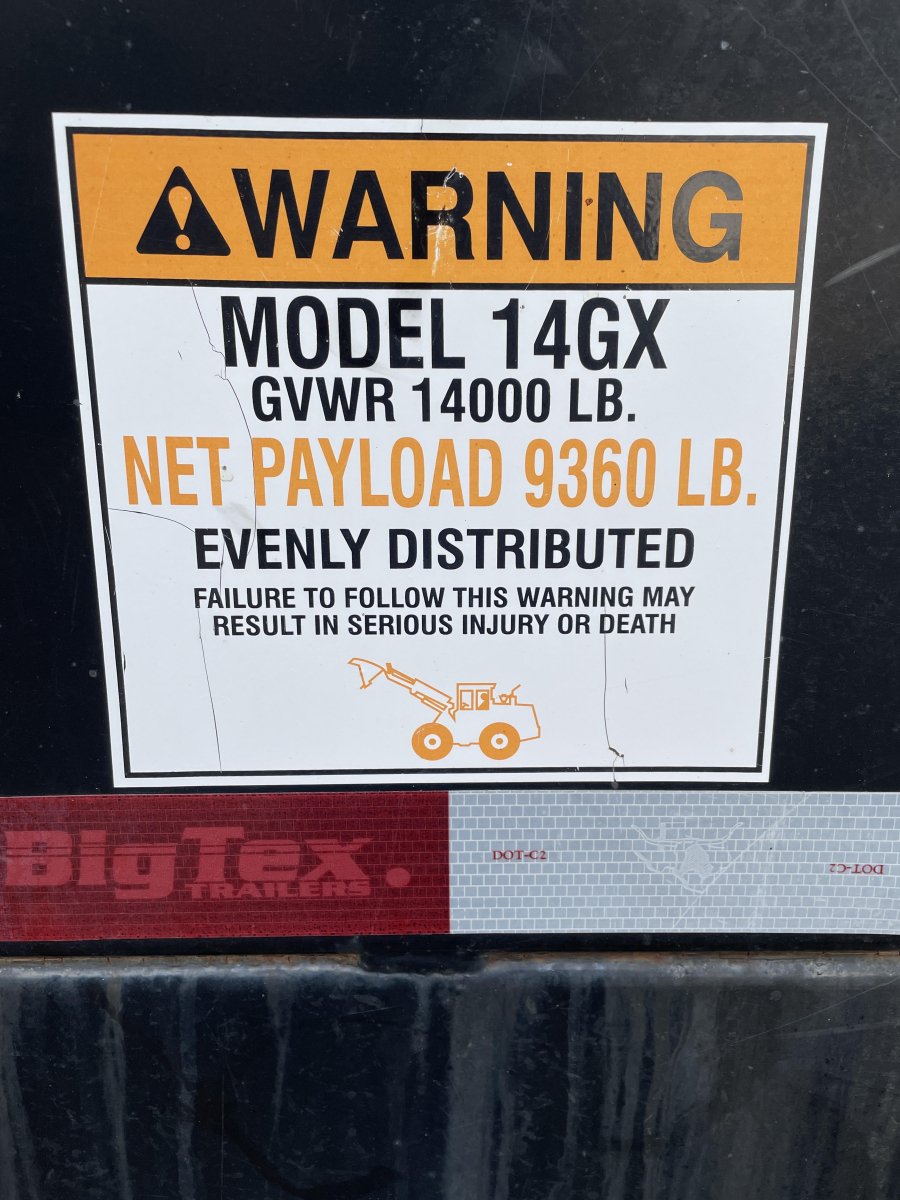 WARNING
MODEL 14GX
GVWR 14000 LB.
NET PAYLOAD 9360 LB.
EVENLY DISTRIBUTED
FAILURE TO FOLLOW THIS WARNING MAY
RESULT IN SERIOUS INJURY OR DEATH
BigTex
TRAILERS
DOT-C2
DOT-C2